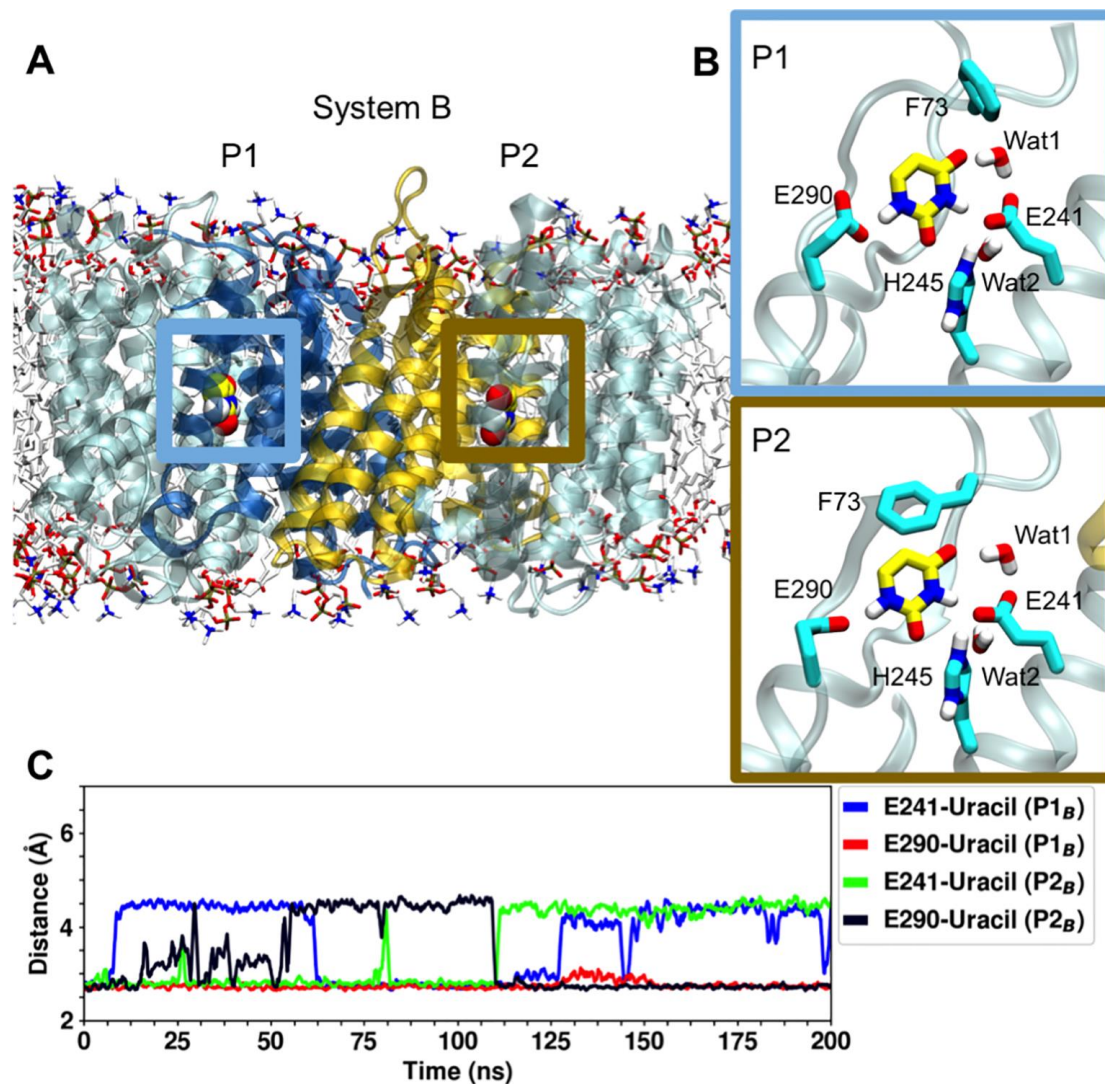 A
System B
P1
P2
B
P1
F73
Wat1
E290
E241
H245
Wat2
P2
F73
Wat1
E290
E241
H245
Wat2
C
Distance (Å)
6
4
2
0
25
50
75
100
125
150
175
200
Time (ns)
E241-Uracil (P1B)
E290-Uracil (P1B)
E241-Uracil (P2B)
E290-Uracil (P2B)